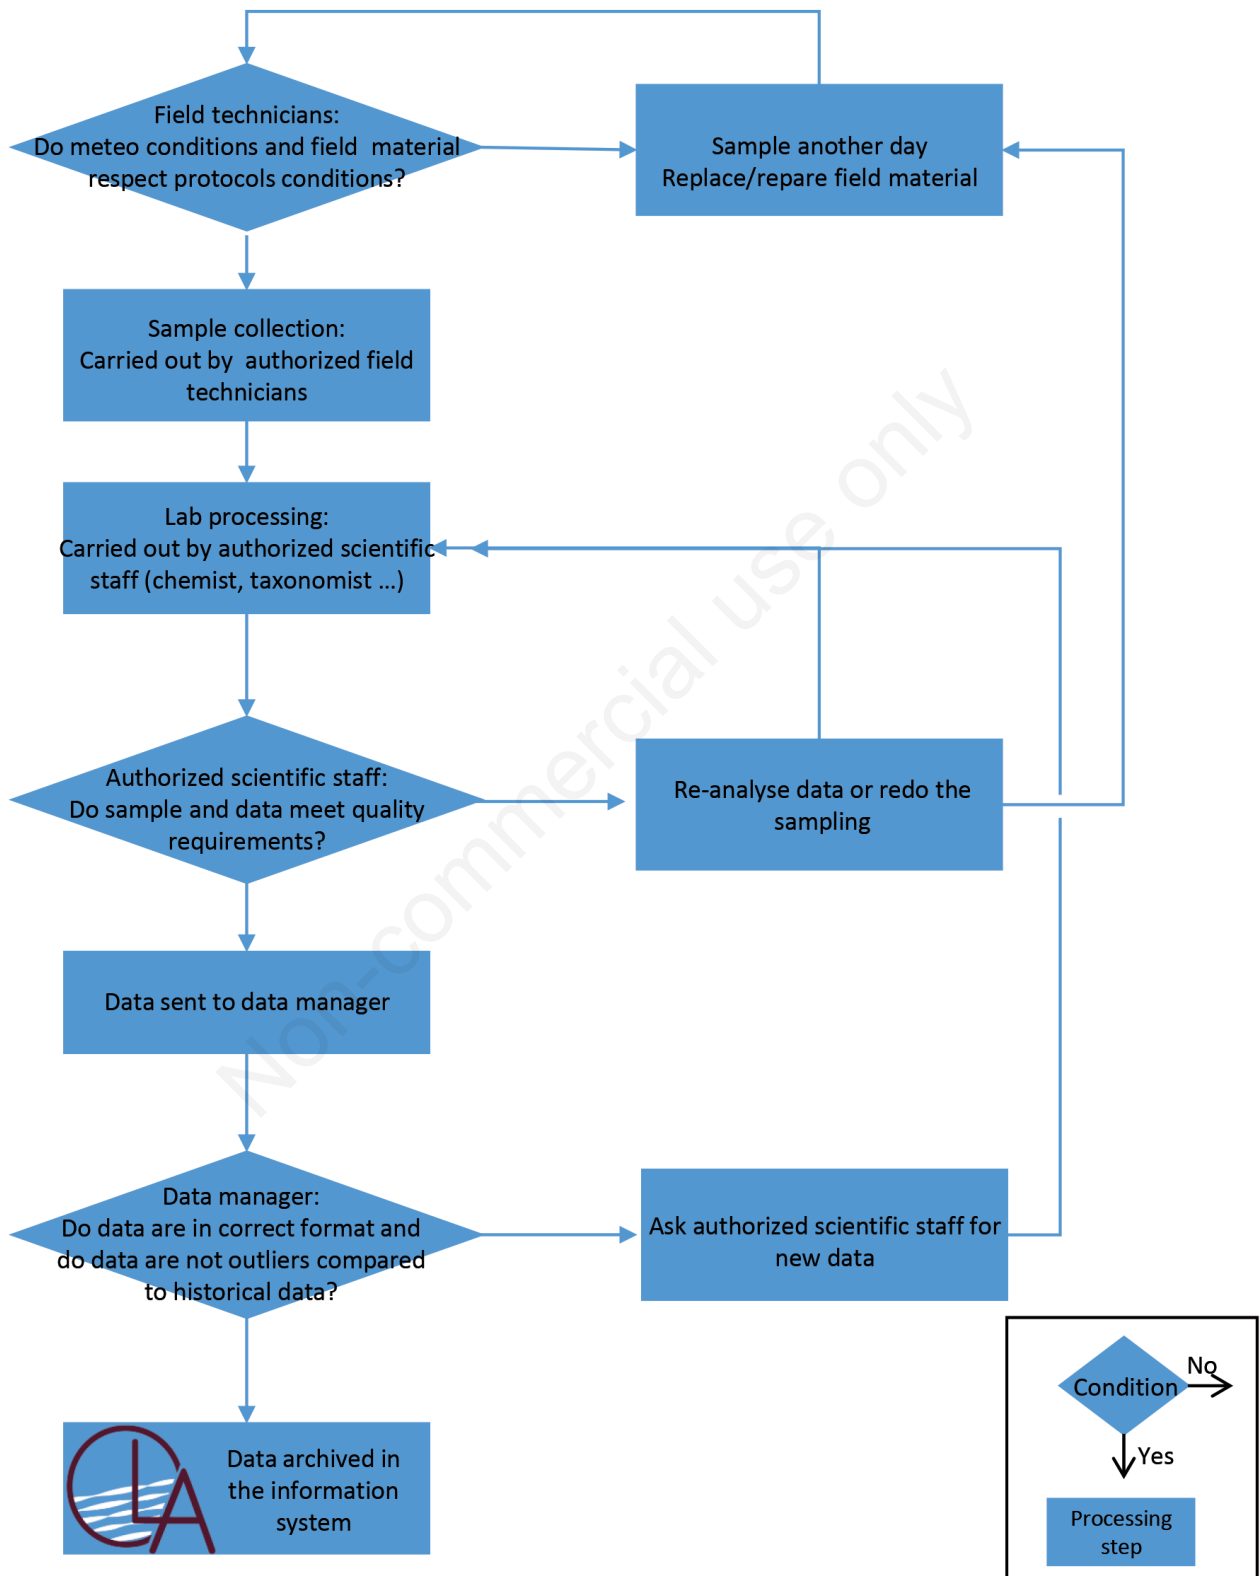 Field technicians:
Do meteo conditions and field material
respect protocols conditions?
Sample another day
Replace/repare field material
Sample collection:
Carried out by authorized field
technicians
Lab processing:
Carried out by authorized scientific
staff (chemist, taxonomist ...)
Authorized scientific staff:
Do sample and data meet quality
requirements?
Re-analyse data or redo the
sampling
Data sent to data manager
Data manager:
Do data are in correct format and
do data are not outliers compared
to historical data?
Ask authorized scientific staff for
new data
OLA
Data archived in
the information
system
Condition
No
Yes
Processing
step
Non-commercial use only